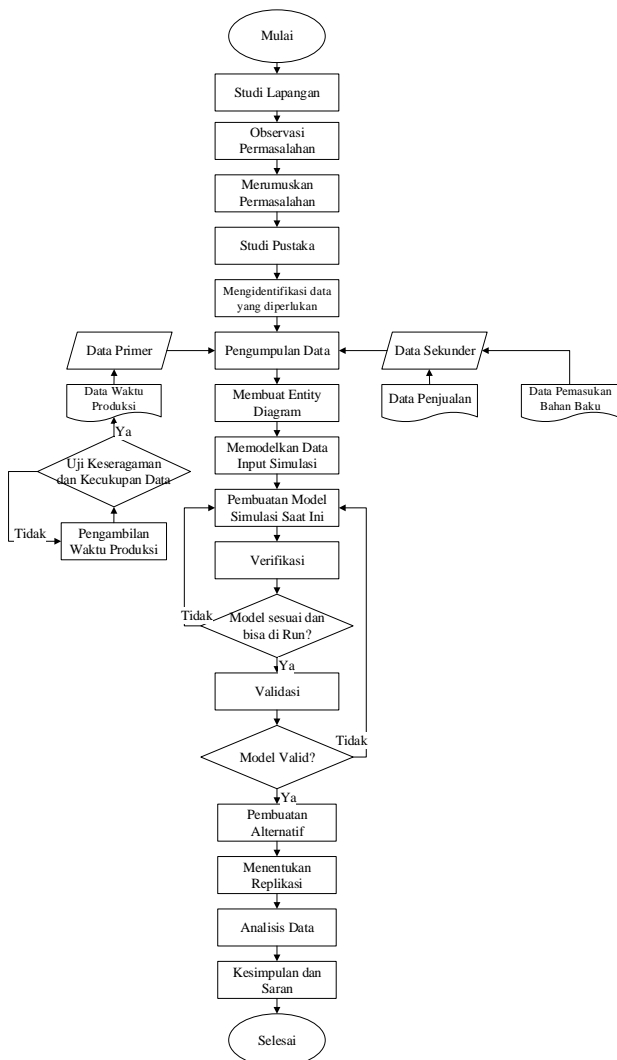 Mulai
Studi Lapangan
Observasi
Permasalahan
Merumuskan
Permasalahan
Studi Pustaka
Mengidentifikasi data
yang diperlukan
Data Primer
Pengumpulan Data
Data Sekunder
Data Waktu
Produksi
Membuat Entity
Diagram
Data Penjualan
Data Pemasukan
Bahan Baku
Ya
Uji Keseragaman
dan Kecukupan Data
Memodelkan Data
Input Simulasi
Tidak
Pengambilan
Waktu Produksi
Pembuatan Model
Simulasi Saat Ini
Verifikasi
Tidak
Model sesuai dan
bisa di Run?
Ya
Validasi
Tidak
Model Valid?
Ya
Pembuatan
Alternatif
Menentukan
Replikasi
Analisis Data
Kesimpulan dan
Saran
Selesai